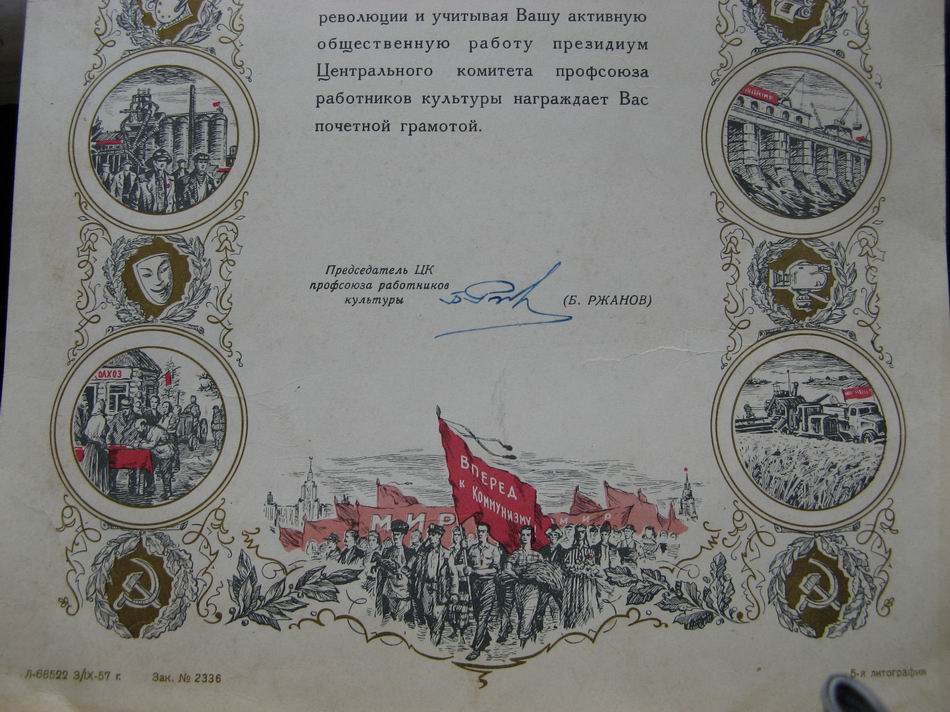 революции и учитывая Вашу активную
общественную работу президиум
Центрального комитета профсоюза
работников культуры награждает Вас
почетной грамотой.
Председатель ЦК
профсоюза работников
культуры
(Б. РЖАНОВ)
ОЛХОЗ
Вперед
к Коммунизму
МИР
МИР
Л-66522 3/IX-57 г.
Зак. № 2336
5-я литография